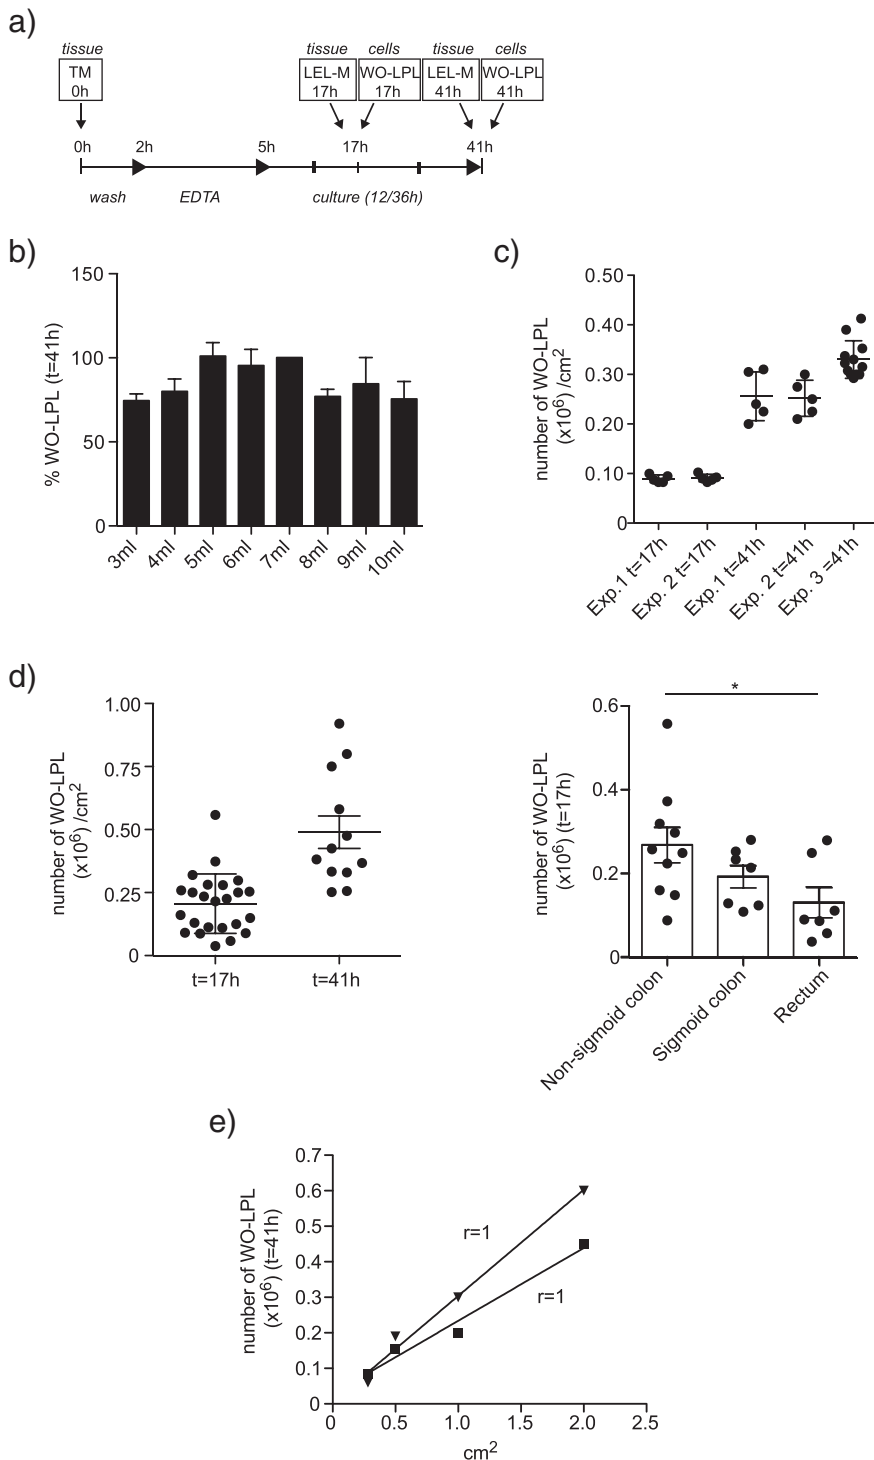 a)
tissue
TM
0h
tissue cells tissue cells
LEL-M WO-LPL LEL-M WO-LPL
17h 17h 41h 41h
0h 2h 5h 17h 41h
wash EDTA culture (12/36h)
b)
% WO-LPL (t=41h)
150
100
50
0
3ml 4ml 5ml 6ml 7ml 8ml 9ml 10ml
c)
number of WO-LPL
(x10⁶) /cm2
0.50
0.40
0.30
0.20
0.10
0
Exp.1 t=17h
Exp. 2 t=17h
Exp.1 t=41h
Exp. 2 t=41h
Exp. 3 =41h
d)
number of WO-LPL
(x10⁶) /cm²
1.00
0.75
0.50
0.25
0
t=17h t=41h
number of WO-LPL
(x10⁶) (t=17h)
0.6
0.4
0.2
0
*
Non-sigmoid colon
Sigmoid colon
Rectum
e)
number of WO-LPL
(x10⁶) (t=41h)
0.7
0.6
0.5
0.4
0.3
0.2
0.1
0
r=1
r=1
0 0.5 1.0 1.5 2.0 2.5
cm²